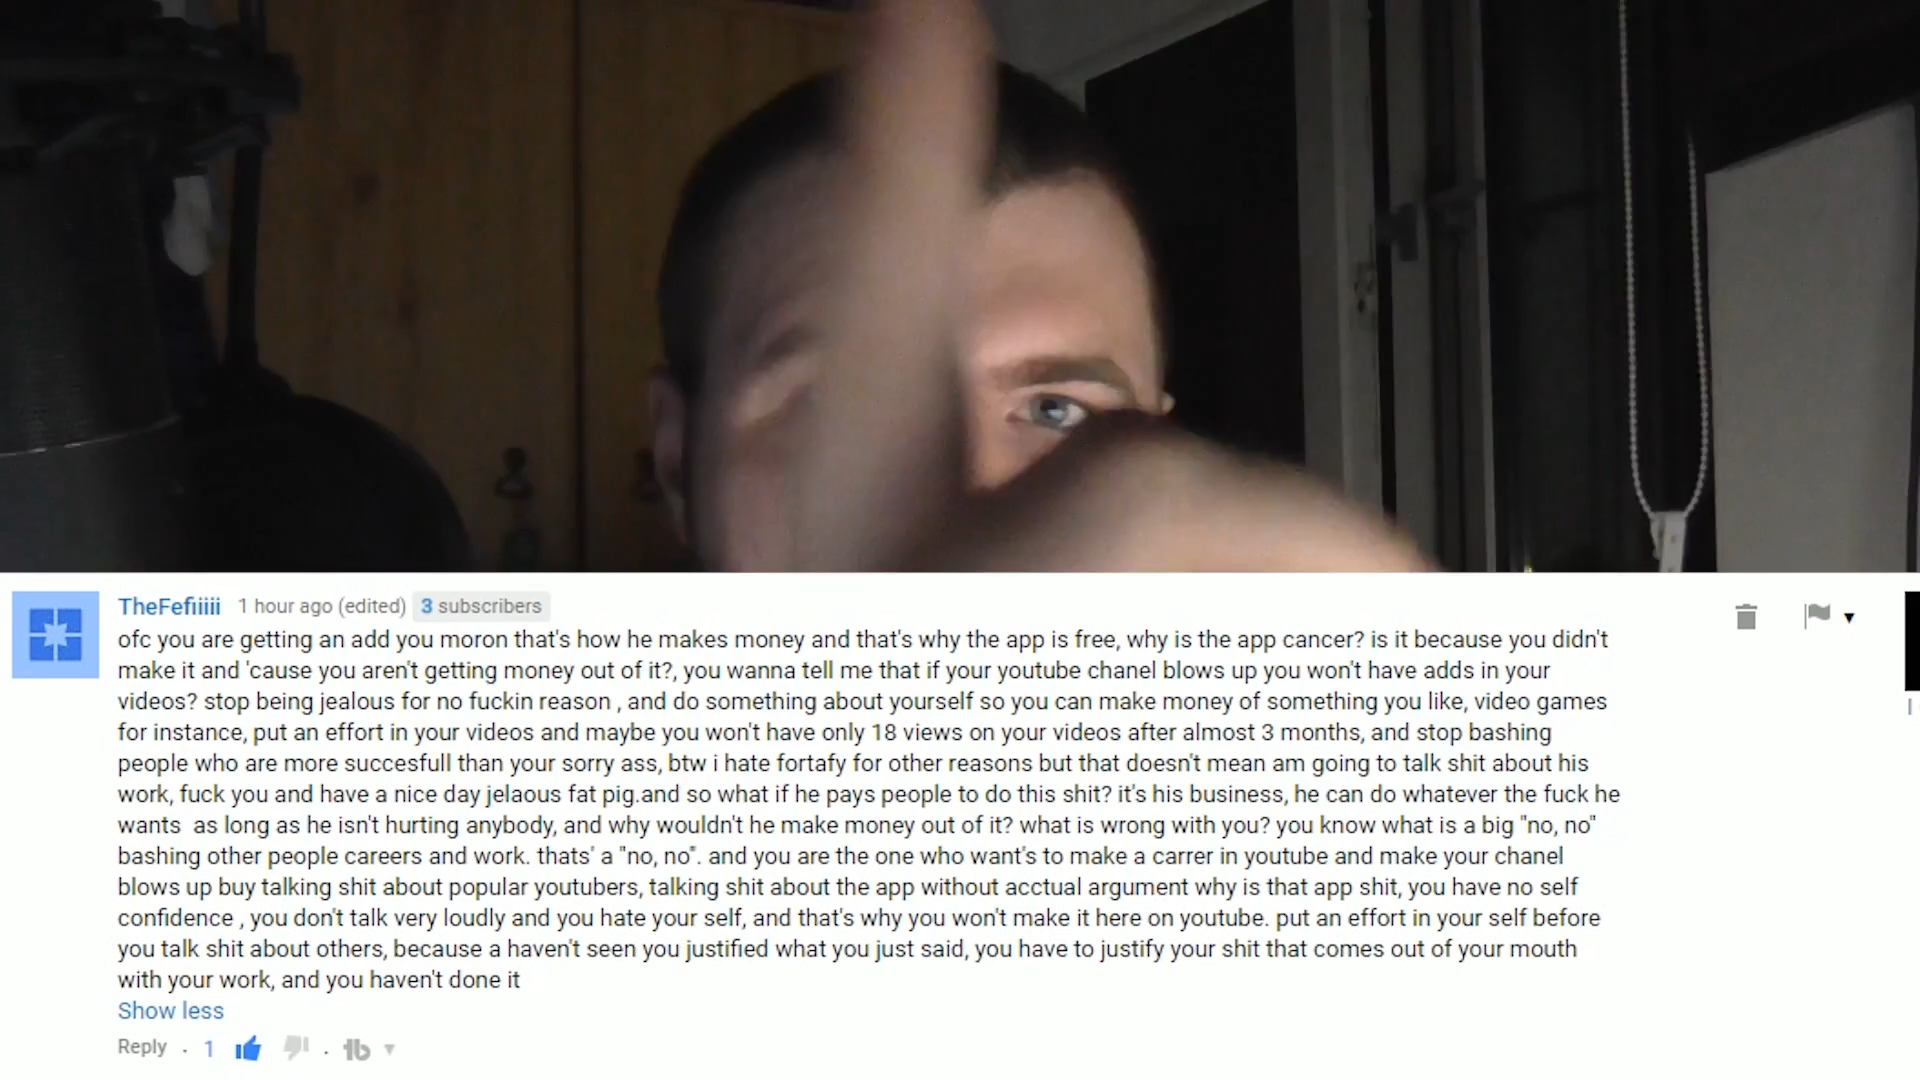 TheFefiiiii 1 hour ago (edited) 3 subscribers
ofc you are getting an add you moron that's how he makes money and that's why the app is free, why is the app cancer? is it because you didn't
make it and 'cause you aren't getting money out of it?, you wanna tell me that if your youtube chanel blows up you won't have adds in your
videos? stop being jealous for no fuckin reason , and do something about yourself so you can make money of something you like, video games
for instance, put an effort in your videos and maybe you won't have only 18 views on your videos after almost 3 months, and stop bashing
people who are more succesfull than your sorry ass, btw i hate fortafy for other reasons but that doesn't mean am going to talk shit about his
work, fuck you and have a nice day jelaous fat pig.and so what if he pays people to do this shit? it's his business, he can do whatever the fuck he
wants  as long as he isn't hurting anybody, and why wouldn't he make money out of it? what is wrong with you? you know what is a big "no, no"
bashing other people careers and work. thats' a "no, no". and you are the one who want's to make a carrer in youtube and make your chanel
blows up buy talking shit about popular youtubers, talking shit about the app without acctual argument why is that app shit, you have no self
confidence , you don't talk very loudly and you hate your self, and that's why you won't make it here on youtube. put an effort in your self before
you talk shit about others, because a haven't seen you justified what you just said, you have to justify your shit that comes out of your mouth
with your work, and you haven't done it
Show less
Reply · 1